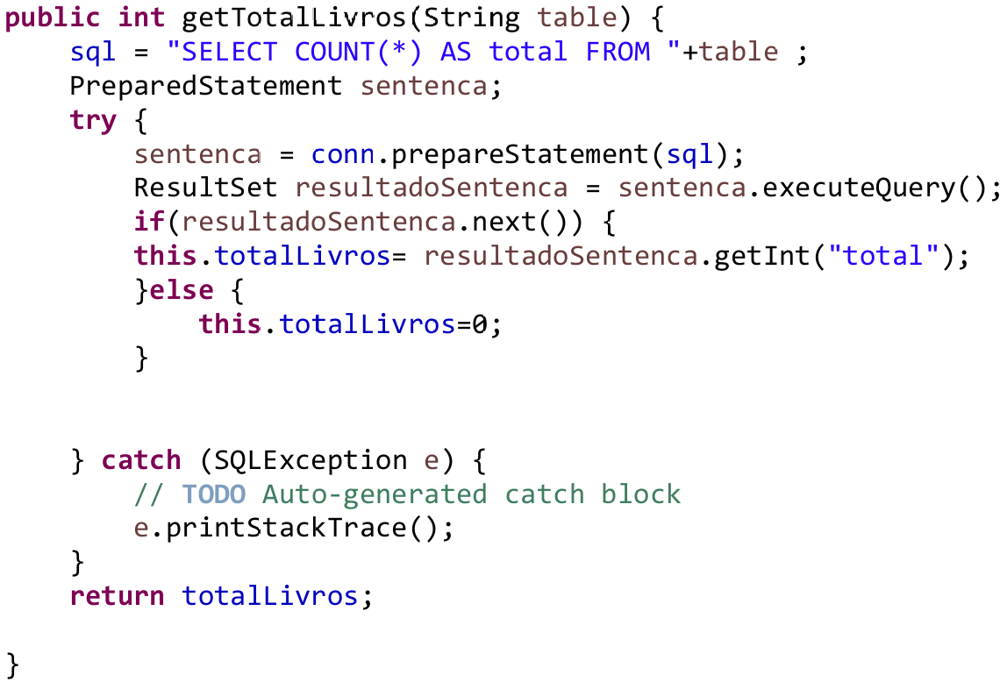 public int getTotalLivros(String table) {
    sql = "SELECT COUNT(*) AS total FROM "+table ;
    PreparedStatement sentenca;
    try {
        sentenca = conn.prepareStatement(sql);
        ResultSet resultadoSentenca = sentenca.executeQuery();
        if(resultadoSentenca.next()) {
        this.totalLivros= resultadoSentenca.getInt("total");
        }else {
            this.totalLivros=0;
        }
    } catch (SQLException e) {
        // TODO Auto-generated catch block
        e.printStackTrace();
    }
    return totalLivros;
}